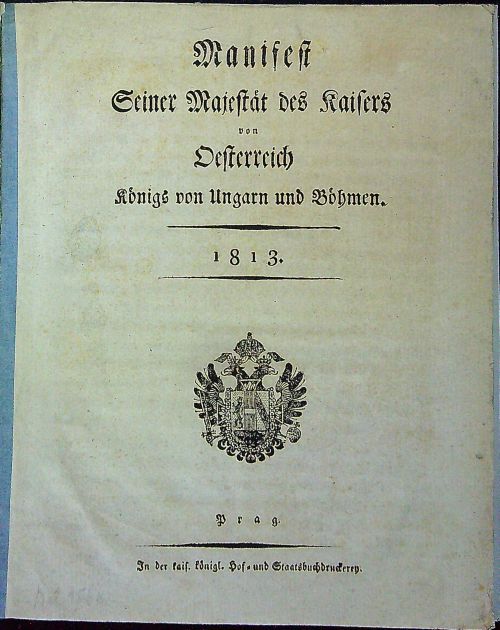 Manifest
Seiner Majestät des Kaisers
von
Oesterreich
Königs von Ungarn und Böhmen.
1813.
Prag.
In der kais. königl. Hof- und Staatsbuchdruckerey.